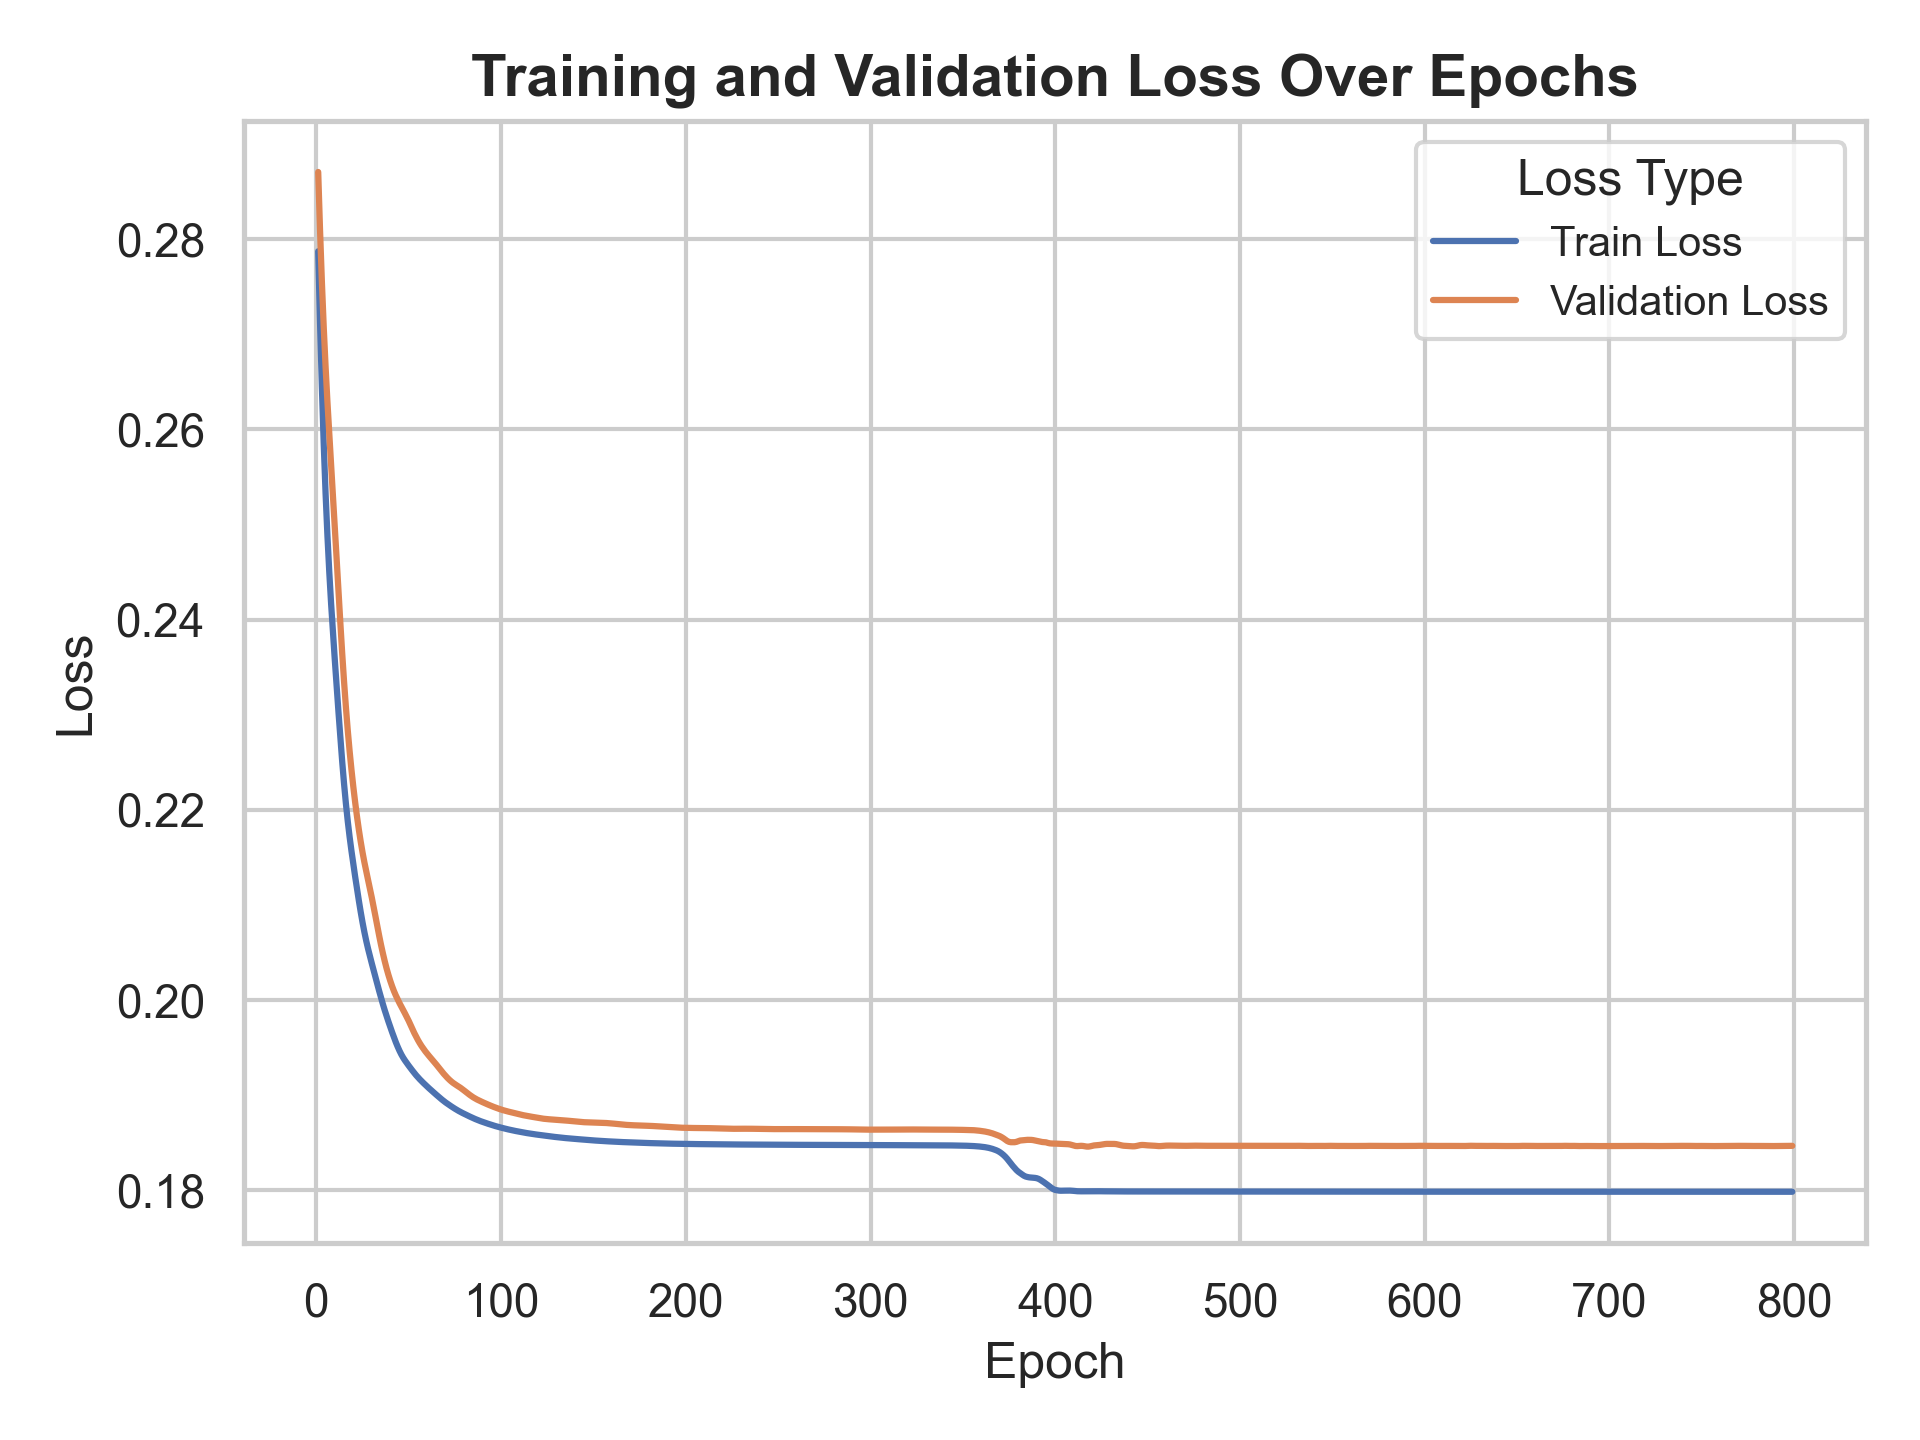 Training and Validation Loss Over Epochs
Loss Type
Train Loss
Validation Loss
0.28
0.26
0.24
0.22
0.20
0.18
Loss
0 100 200 300 400 500 600 700 800
Epoch